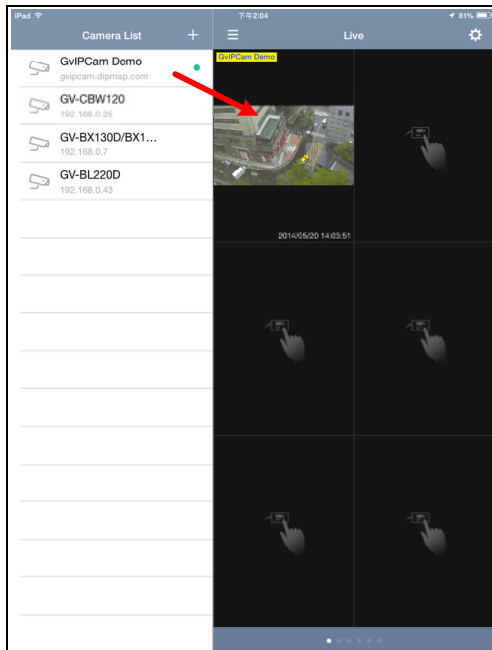 iPad 下午2:04 81%
Camera List + Live
GvIPCam Demo
gvipcam.dipmap.com
GV-CBW120
192.168.0.25
GV-BX130D/BX1...
192.168.0.7
GV-BL220D
192.168.0.43
GvIPCam Demo
2014/05/20 14:03:51